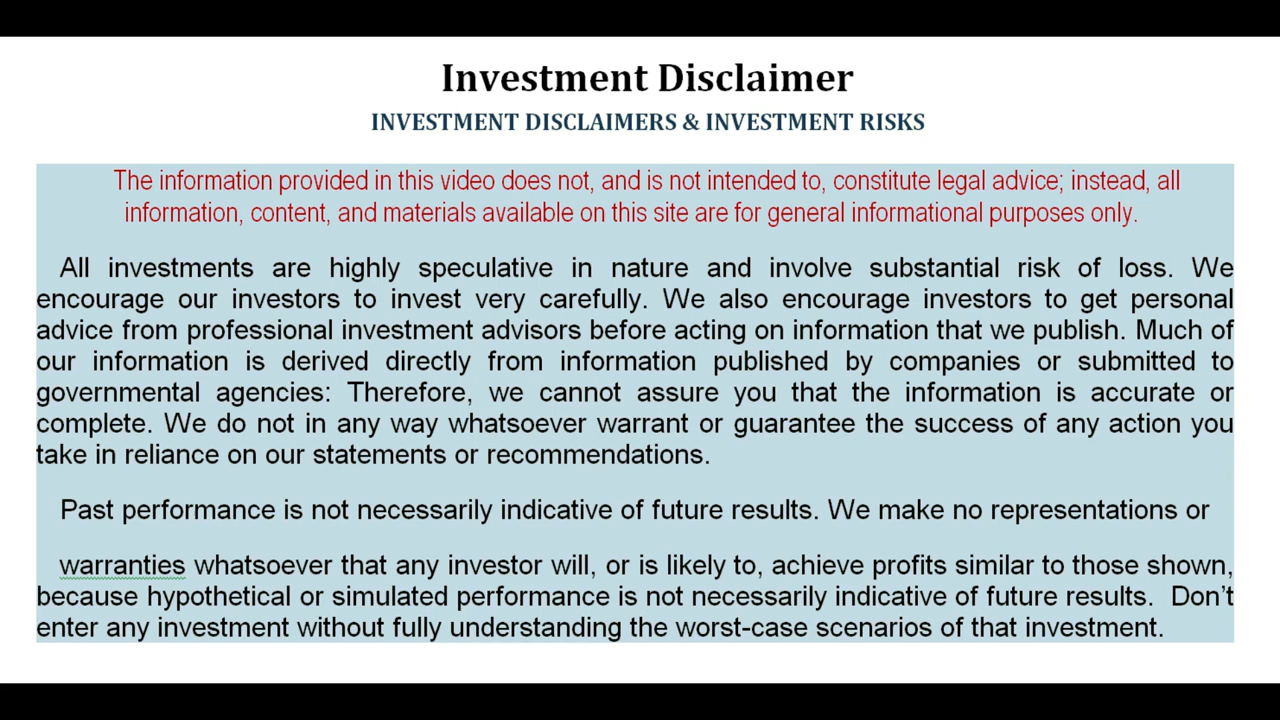 Investment Disclaimer
INVESTMENT DISCLAIMERS & INVESTMENT RISKS
The information provided in this video does not, and is not intended to, constitute legal advice; instead, all
information, content, and materials available on this site are for general informational purposes only.
All investments are highly speculative in nature and involve substantial risk of loss. We
encourage our investors to invest very carefully. We also encourage investors to get personal
advice from professional investment advisors before acting on information that we publish. Much of
our information is derived directly from information published by companies or submitted to
governmental agencies: Therefore, we cannot assure you that the information is accurate or
complete. We do not in any way whatsoever warrant or guarantee the success of any action you
take in reliance on our statements or recommendations.
Past performance is not necessarily indicative of future results. We make no representations or
warranties whatsoever that any investor will, or is likely to, achieve profits similar to those shown,
because hypothetical or simulated performance is not necessarily indicative of future results. Don’t
enter any investment without fully understanding the worst-case scenarios of that investment.